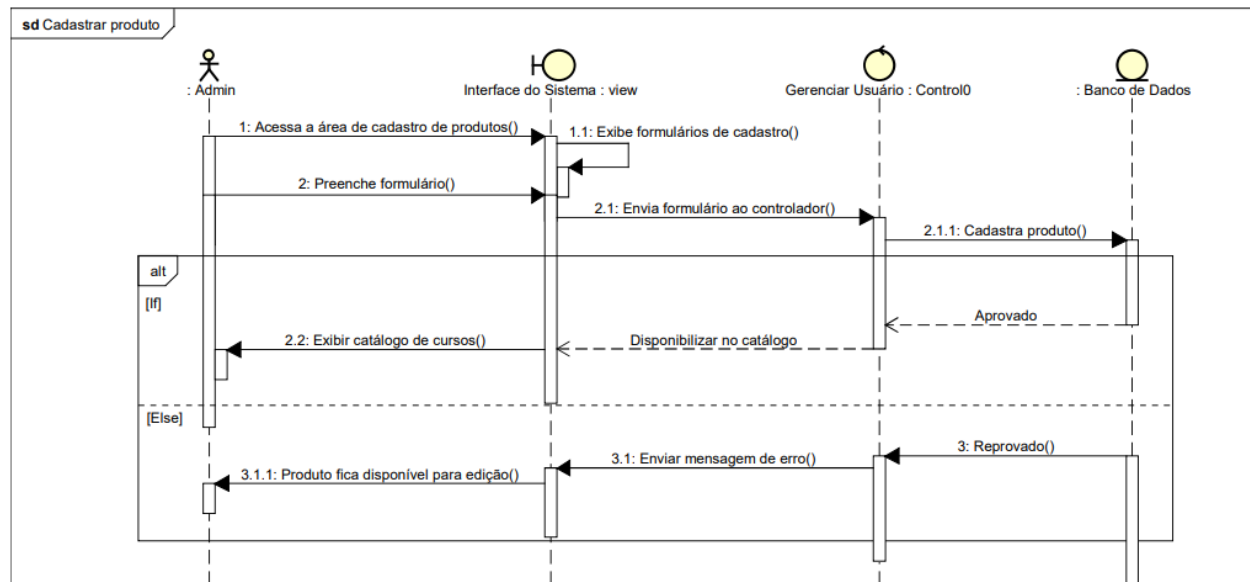 sd Cadastrar produto
: Admin
Interface do Sistema : view
Gerenciar Usuário : Control0
: Banco de Dados
1: Acessa a área de cadastro de produtos()
1.1: Exibe formulários de cadastro()
2: Preenche formulário()
2.1: Envia formulário ao controlador()
2.1.1: Cadastra produto()
alt
[If]
Aprovado
2.2: Exibir catálogo de cursos()
Disponibilizar no catálogo
[Else]
3: Reprovado()
3.1: Enviar mensagem de erro()
3.1.1: Produto fica disponível para edição()